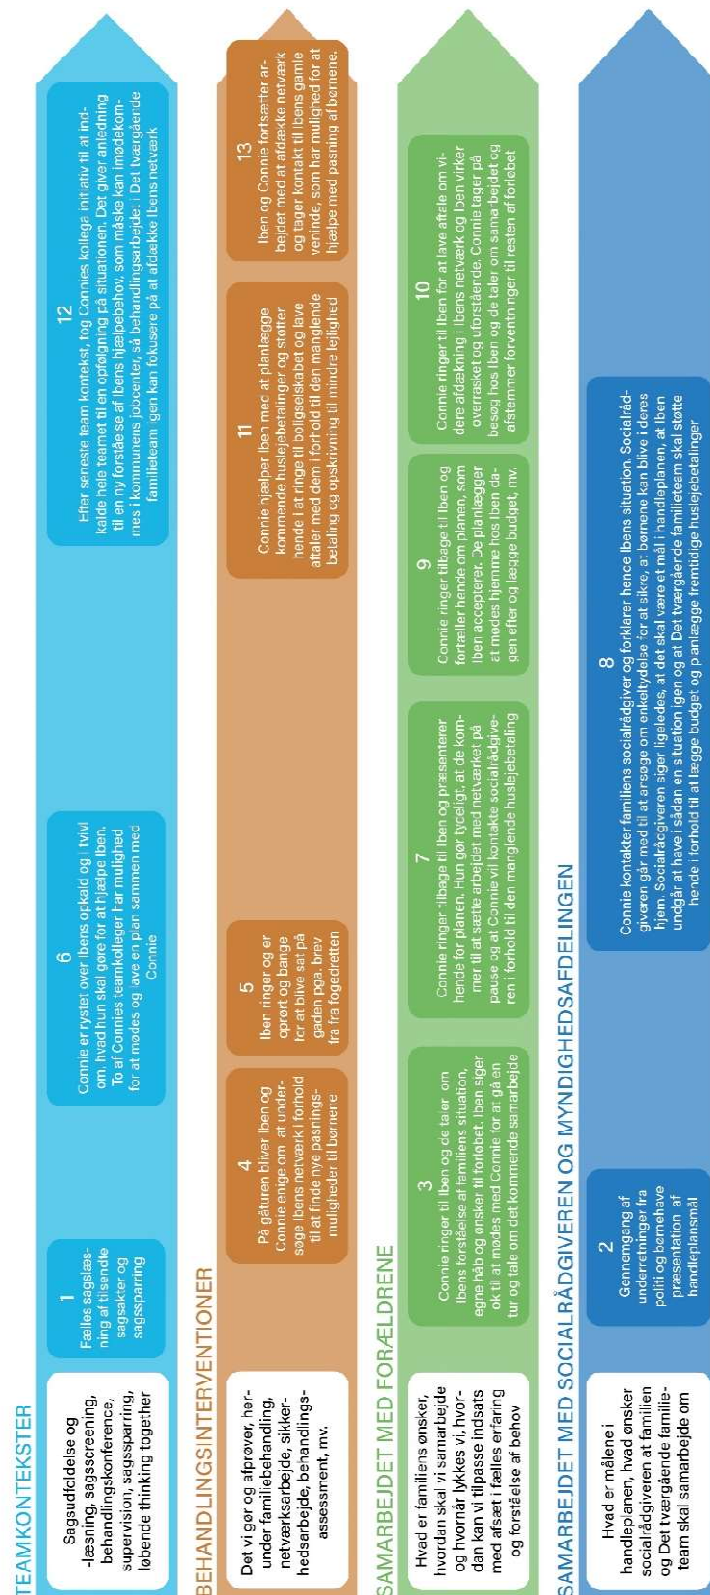 TEAMKONTEKSTER
Sagsudfoldelse og
-læsning, sagsscreening,
behandlingskonference,
supervision, sagssparring,
løbende thinking together
1
Fælles sagslæs-
ning af tilsendte
sagsakter og
sagssparring
6
Connie er rystet over Ibens opkald og i tvivl
om, hvad hun skal gøre for at hjælpe Iben.
To af Connies teamkolleger har mulighed
for at mødes og lave en plan sammen med
Connie
12
Efter seneste team kontekst, tog Connies kollega initiativ til at ind-
kalde hele teamet til en opfølgning på situationen. Det giver anledning
til en ny forståelse af Ibens hjælpebehov, som måske kan imødekom-
mes i kommunens jobcenter, så behandlingsarbejdet i Det tværgående
familieteam igen kan fokusere på at afdække Ibens netværk
BEHANDLINGSINTERVENTIONER
Det vi gør og afprøver, her-
under familiebehandling,
netværksarbejde, sikker-
hedsarbejde, behandlings-
assessment, mv.
4
På gåturen bliver Iben og
Connie enige om at under-
søge Ibens netværk i forhold
til at finde nye pasnings-
muligheder til børnene
5
Iben ringer og er
oprørt og bange
for at blive sat på
gaden pga. brev
fra fra fogedretten
11
Connie hjælper Iben med at planlægge
kommende huslejebetalinger og støtter
hende i at ringe til boligselskabet og lave
aftaler med dem i forhold til den manglende
betaling og opskrivning til mindre lejlighed
13
Iben og Connie fortsætter ar-
bejdet med at afdække netværk
og tager kontakt til Ibens gamle
veninde, som har mulighed for at
hjælpe med pasning af børnene.
SAMARBEJDET MED FORÆLDRENE
Hvad er familiens ønsker,
hvordan skal vi samarbejde
og hvornår lykkes vi, hvor-
dan kan vi tilpasse indsats
med afsæt i fælles erfaring
og forståelse af behov
3
Connie ringer til Iben og de taler om
Ibens forståelse af familiens situation,
egne håb og ønsker til forløbet. Iben siger
ok til at mødes med Connie for at gå en
tur og tale om det kommende samarbejde
7
Connie ringer tilbage til Iben og præsenterer
hende for planen. Hun gør tydeligt, at de kom-
mer til at sætte arbejdet med netværket på
pause og at Connie vil kontakte socialrådgive-
ren i forhold til den manglende huslejebetaling
9
Connie ringer tilbage til Iben og
fortæller hende om planen, som
Iben accepterer. De planlægger
at mødes hjemme hos Iben da-
gen efter og lægge budget, mv.
10
Connie ringer til Iben for at lave aftale om vi-
dere afdækning i Ibens netværk og Iben virker
overrasket og uforstående. Connie tager på
besøg hos Iben og de taler om samarbejdet og
afstemmer forventninger til resten af forløbet
SAMARBEJDET MED SOCIALRÅDGIVEREN OG MYNDIGHEDSAFDELINGEN
Hvad er målene i
handleplanen, hvad ønsker
socialrådgiveren at familien
og Det tværgående familie-
team skal samarbejde om
2
Gennemgang af
underretninger fra
politi og børnehave
præsentation af
handleplansmål
8
Connie kontakter familiens socialrådgiver og forklarer hende Ibens situation. Socialråd-
giveren går med til at ansøge om enkeltydelse for at sikre, at børnene kan blive i deres
hjem. Socialrådgiveren siger ligeledes, at det skal være et mål i handleplanen, at Iben
undgår at have i sådan en situation igen og at Det tværgående familieteam skal støtte
hende i forhold til at lægge budget og planlægge fremtidige huslejebetalinger